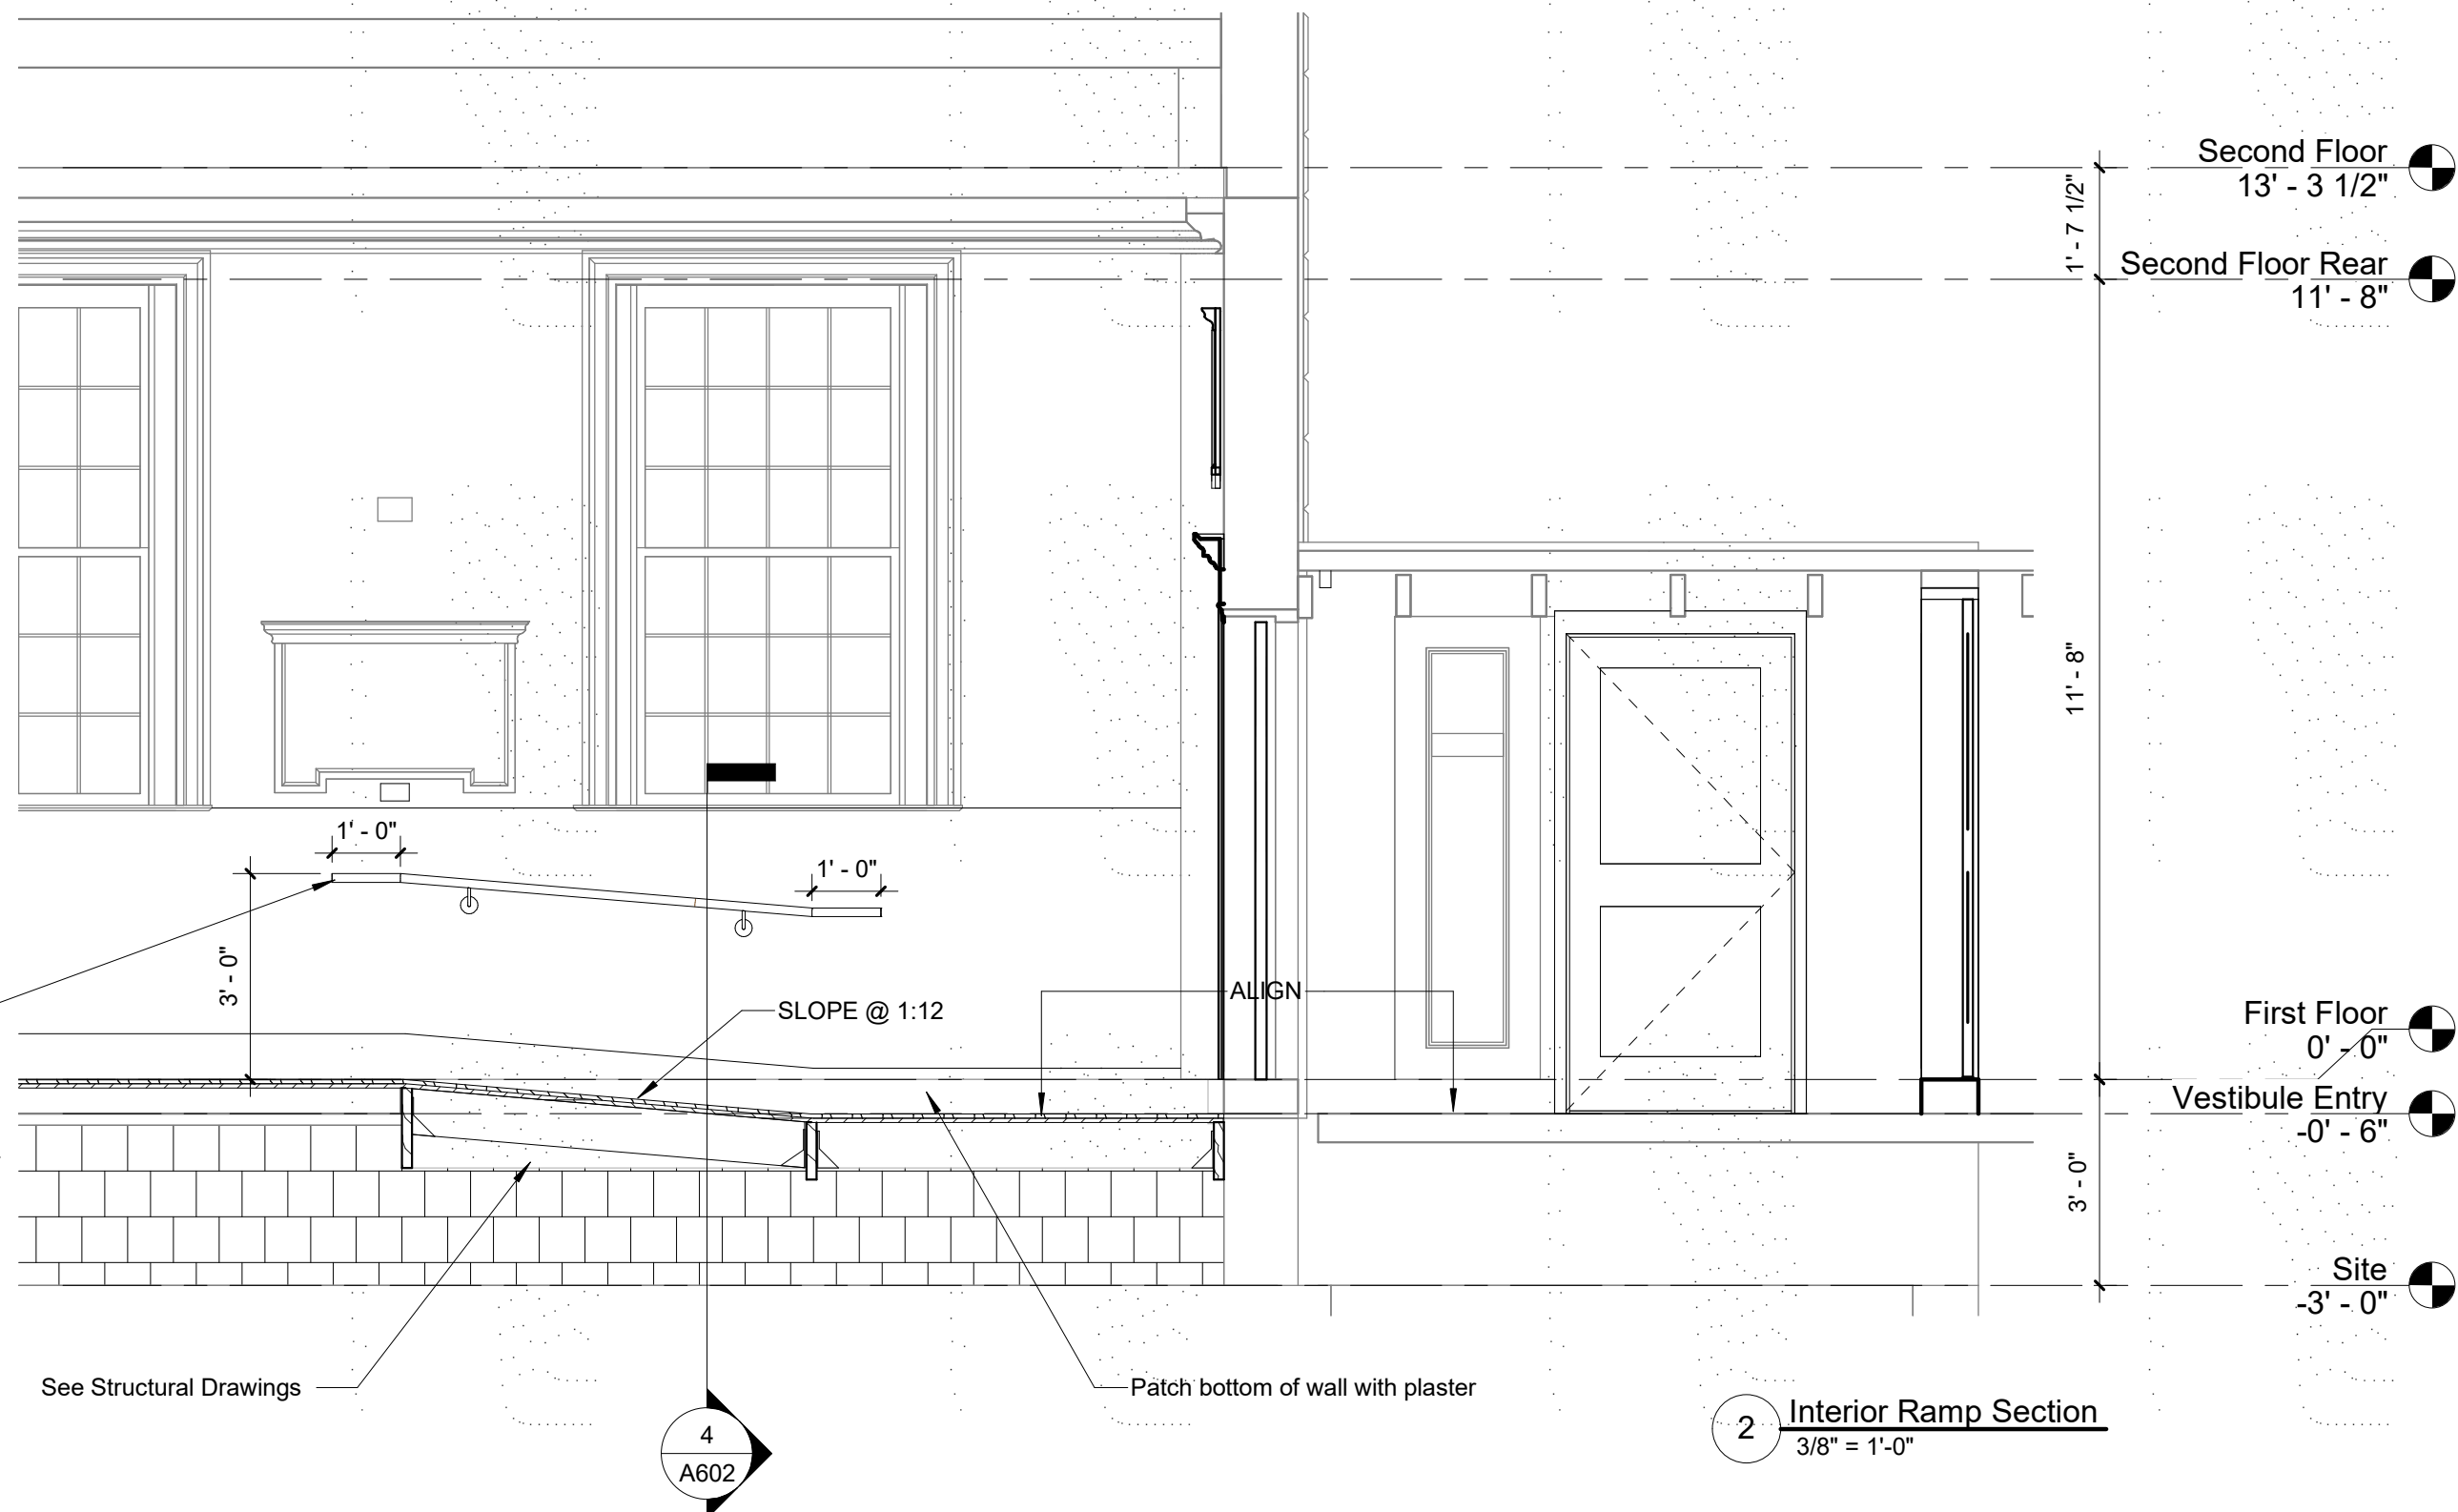 Second Floor
13' - 3 1/2"
1' - 7 1/2"
Second Floor Rear
11' - 8"
11' - 8"
1' - 0"
1' - 0"
3' - 0"
SLOPE @ 1:12
ALIGN
First Floor
0' - 0"
Vestibule Entry
-0' - 6"
3' - 0"
Site
-3' - 0"
See Structural Drawings
Patch bottom of wall with plaster
4
A602
2
Interior Ramp Section
3/8" = 1'-0"